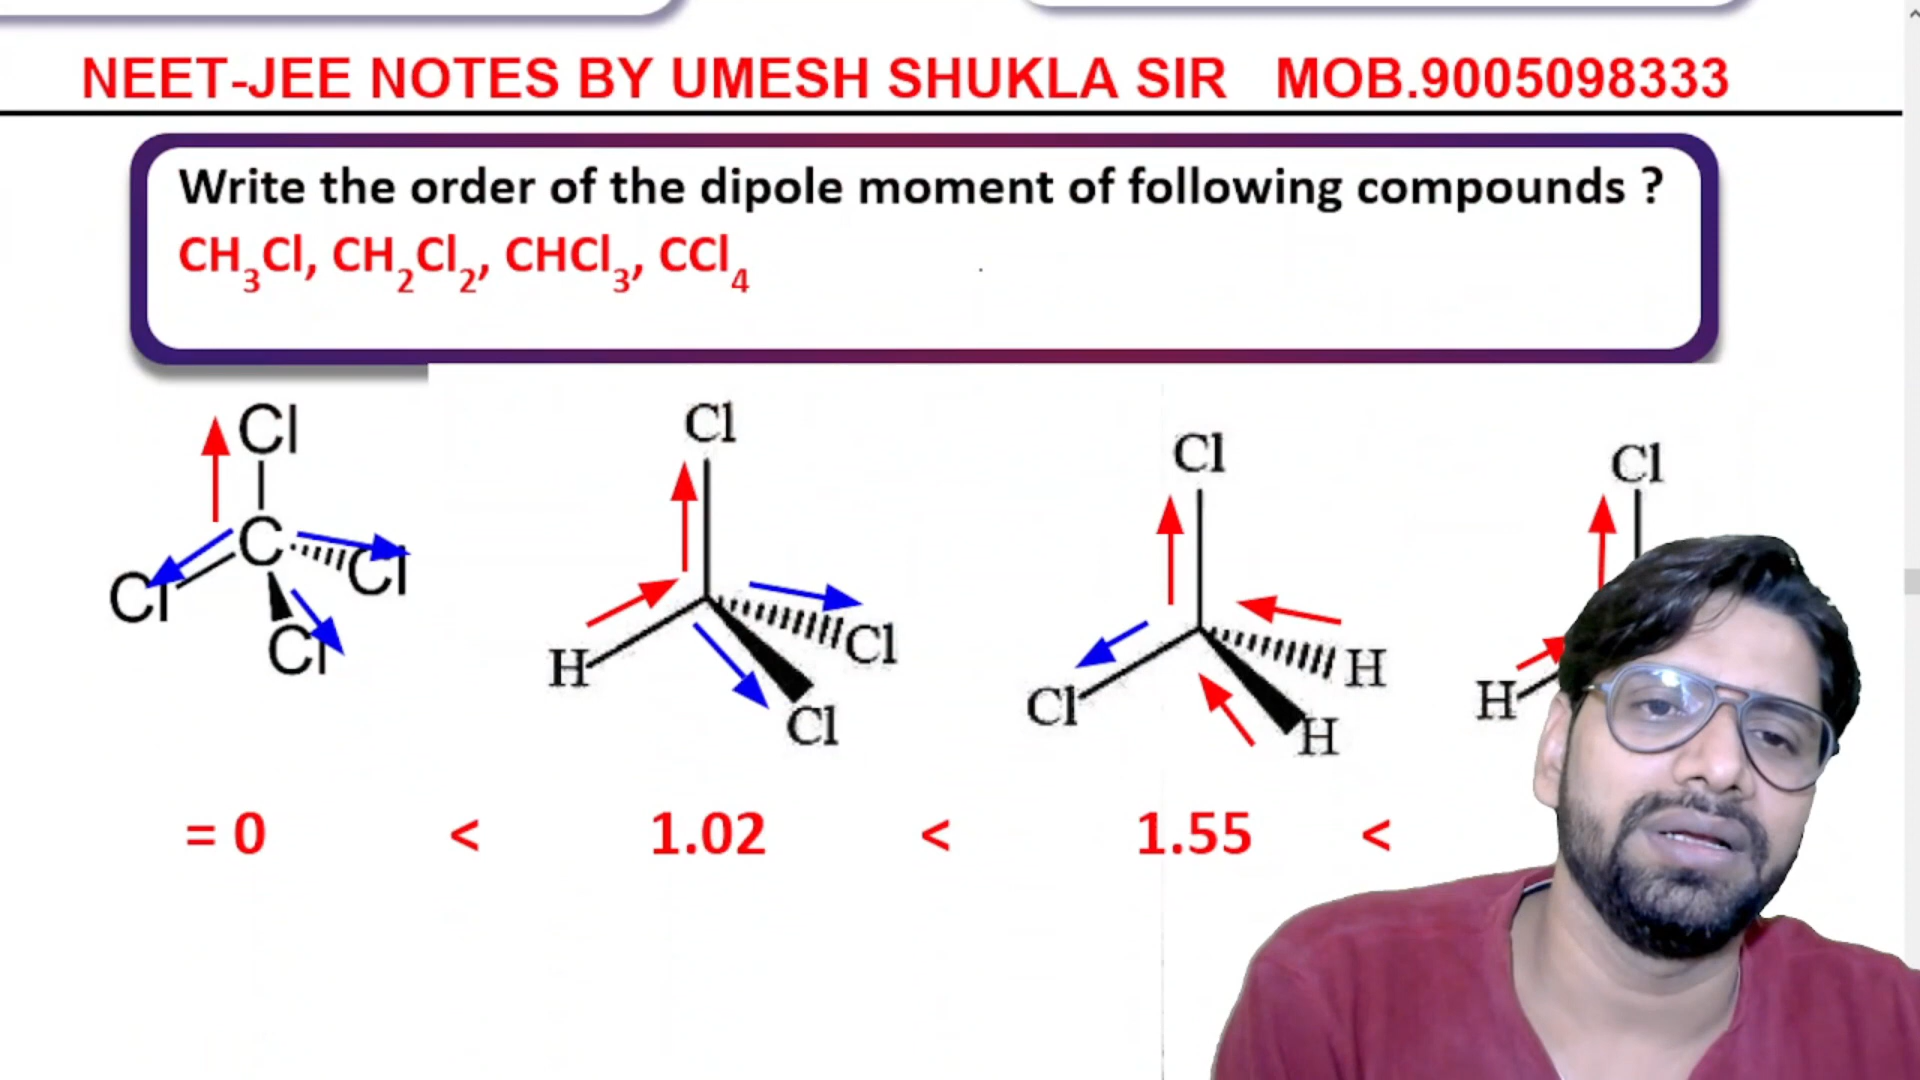 NEET-JEE NOTES BY UMESH SHUKLA SIR MOB.9005098333
Write the order of the dipole moment of following compounds ?
CH₃Cl, CH₂Cl₂, CHCl₃, CCl₄
Cl Cl Cl Cl
C
Cl Cl Cl
H Cl Cl
Cl H H
H
= 0 < 1.02 < 1.55 <